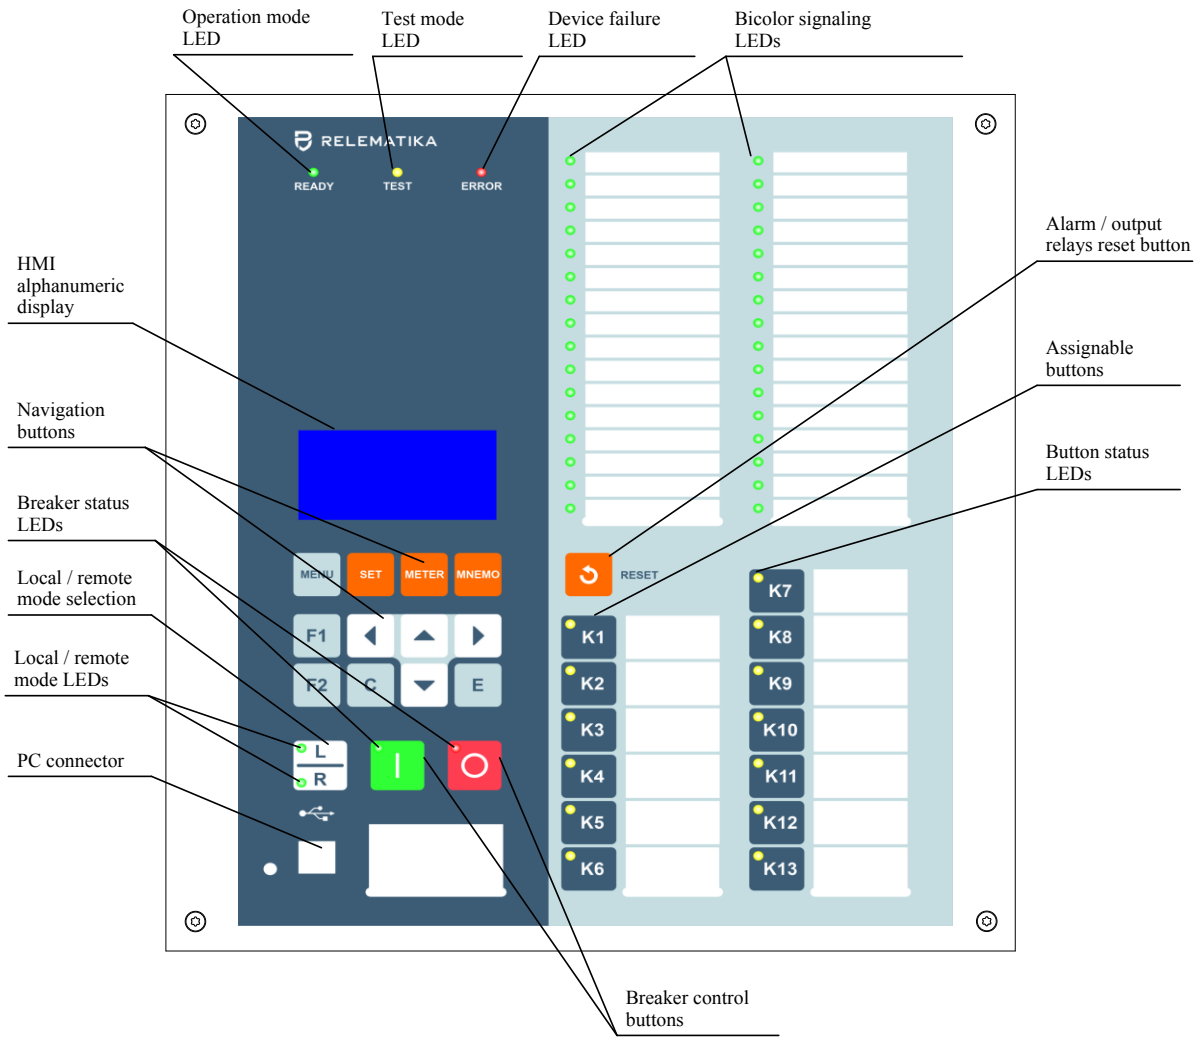 Operation mode
LED
Test mode
LED
Device failure
LED
Bicolor signaling
LEDs
RELEMATIKA
READY
TEST
ERROR
Alarm / output
relays reset button
HMI
alphanumeric
display
Assignable
buttons
Navigation
buttons
Button status
LEDs
Breaker status
LEDs
Local / remote
mode selection
Local / remote
mode LEDs
PC connector
MENU
SET
METER
MNEMO
F1
F2
C
E
L
R
RESET
K1
K2
K3
K4
K5
K6
K7
K8
K9
K10
K11
K12
K13
Breaker control
buttons